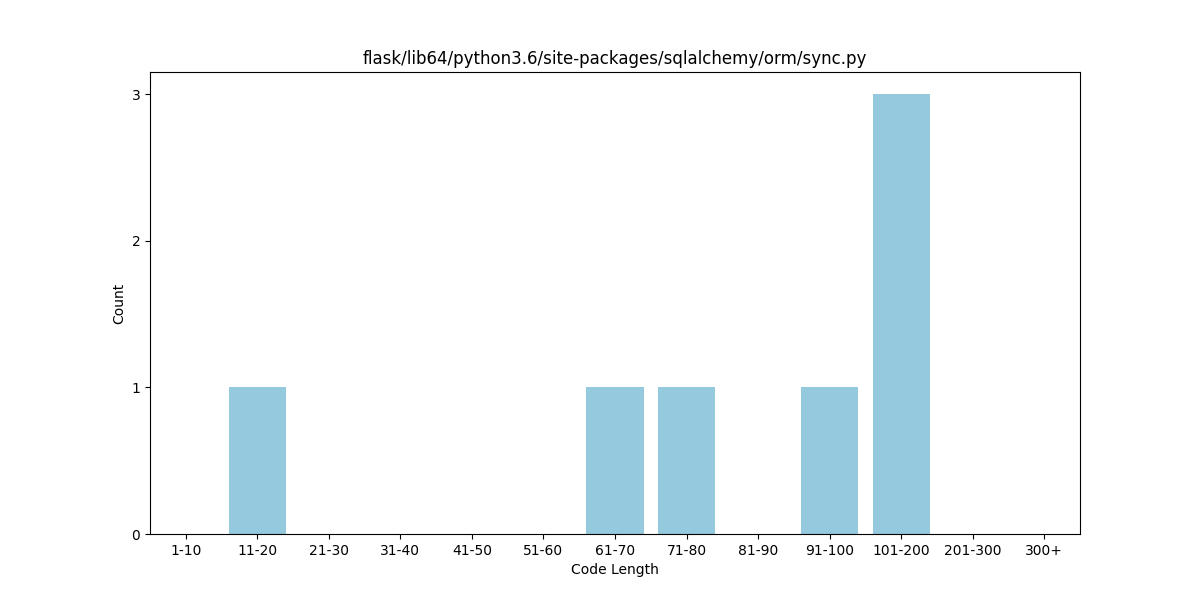 flask/lib64/python3.6/site-packages/sqlalchemy/orm/sync.py
3
2
1
0
Count
1-10 11-20 21-30 31-40 41-50 51-60 61-70 71-80 81-90 91-100 101-200 201-300 300+
Code Length